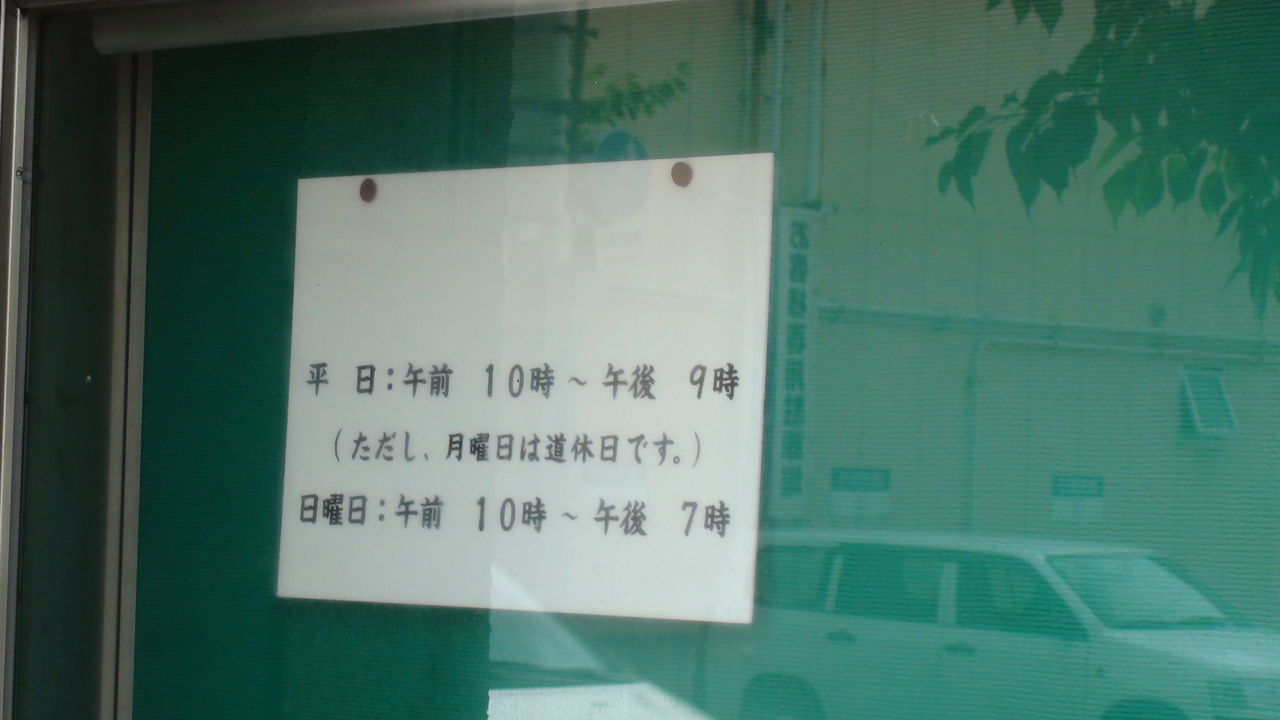 平　日：午前　10時～午後　9時
（ただし、月曜日は道休日です。）
日曜日：午前　10時～午後　7時